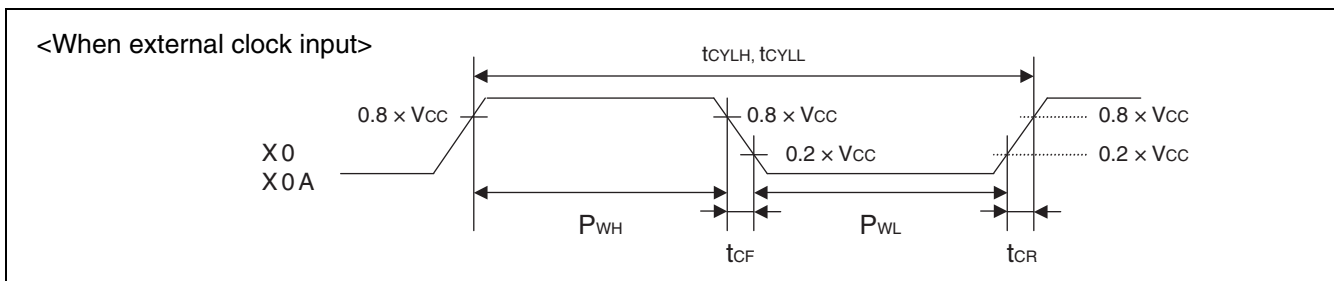 <When external clock input>
tCYLH, tCYLL
0.8 × VCC
0.8 × VCC
0.8 × VCC
X0
0.2 × VCC
0.2 × VCC
X0A
PWH
PWL
tCF
tCR